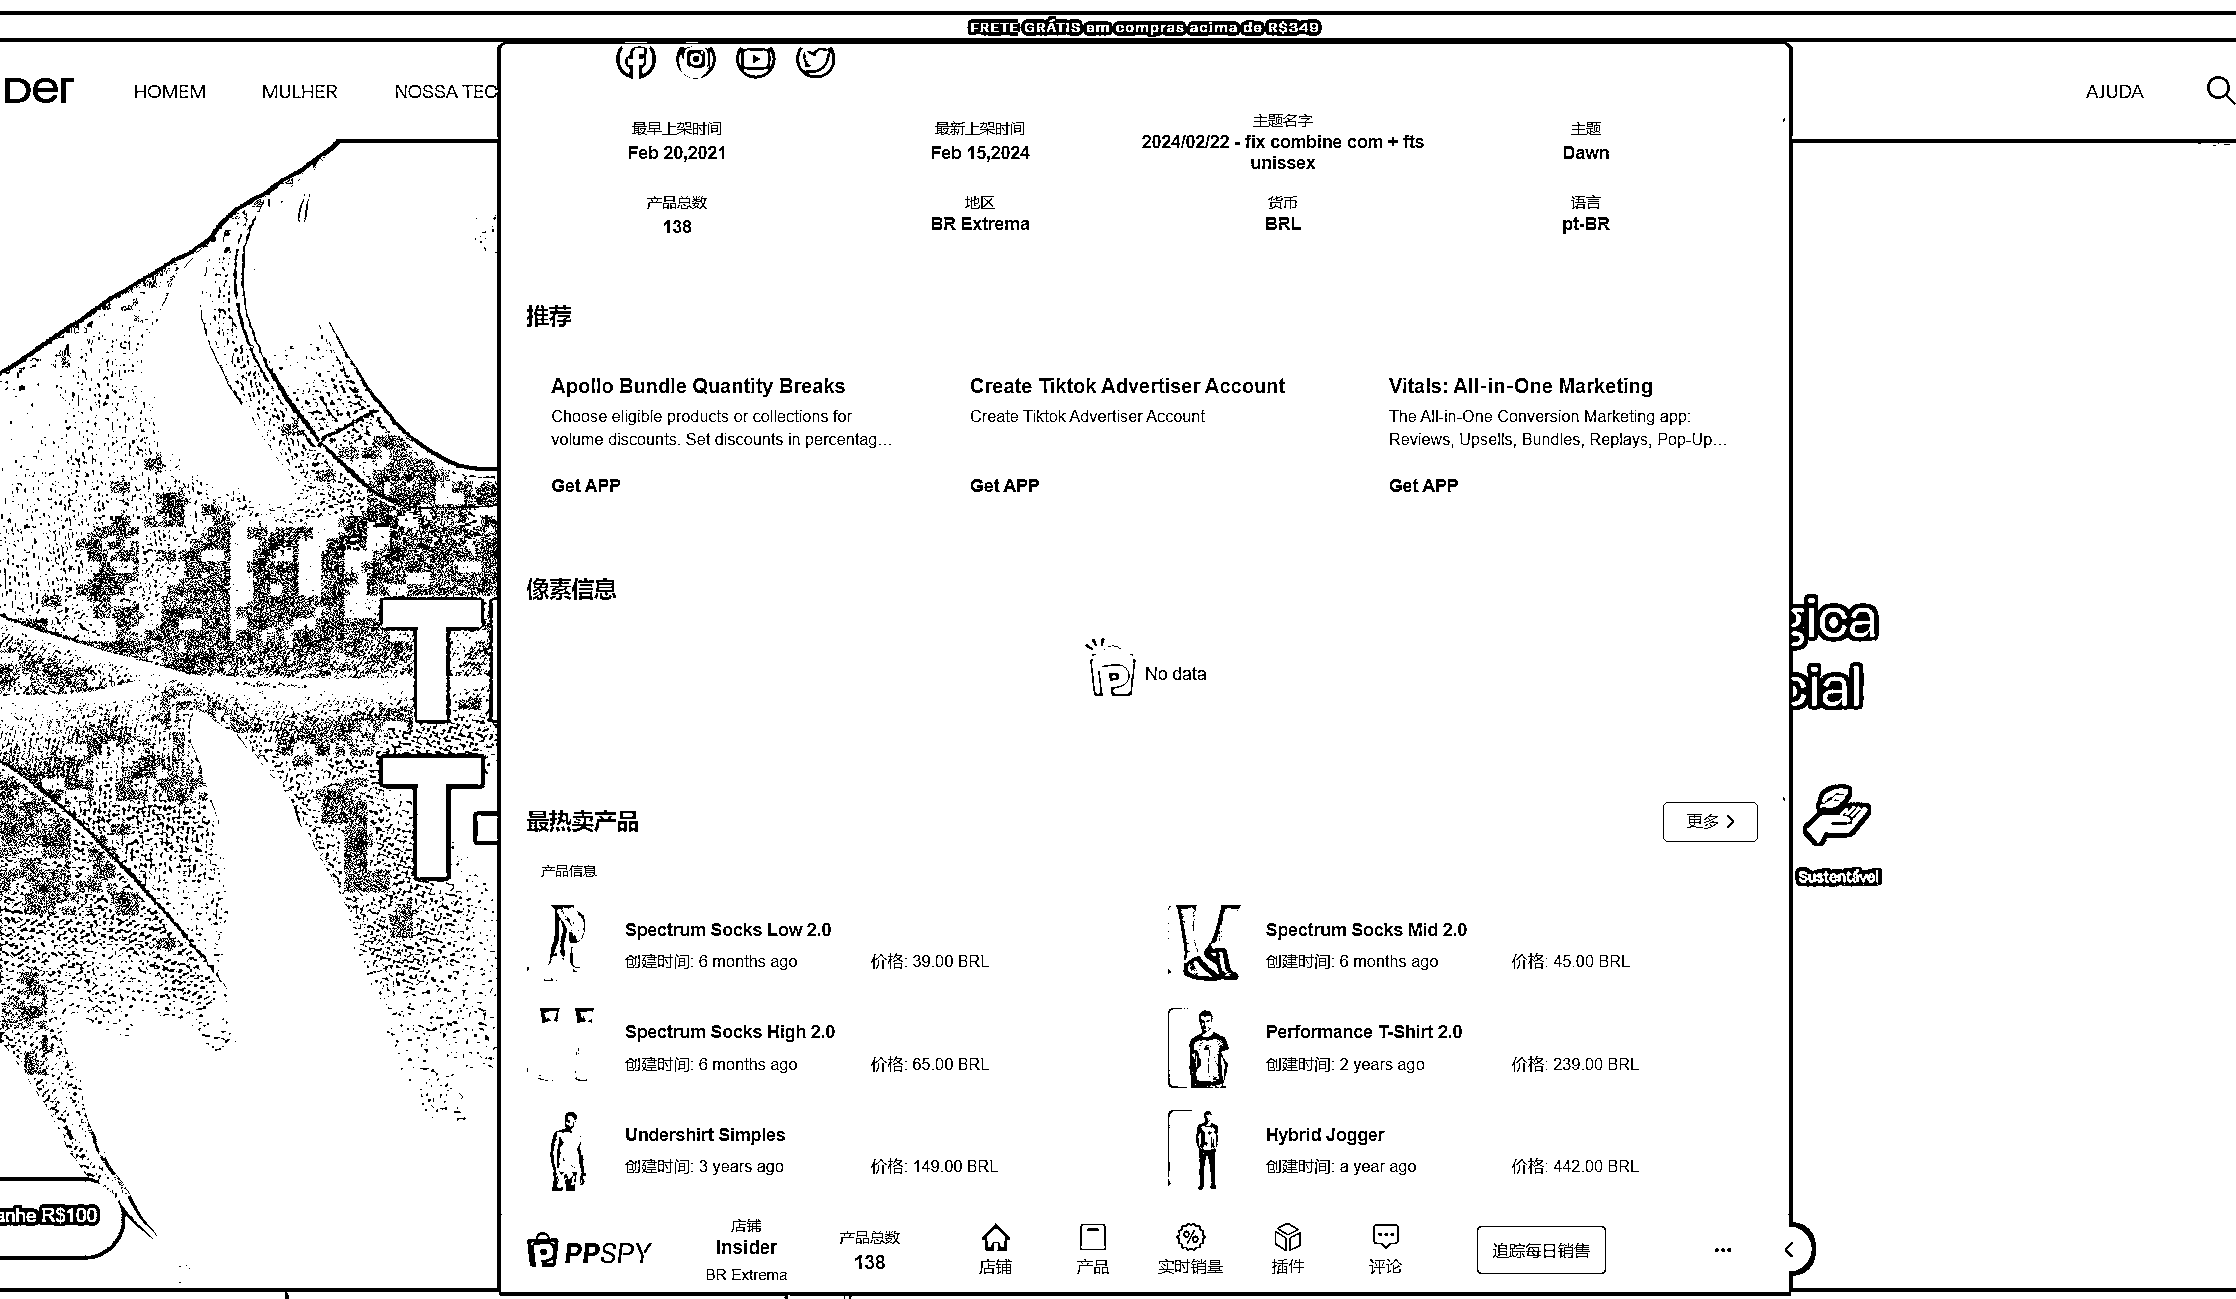 FRETE GRÁTIS em compras acima de R$349
Der HOMEM MULHER NOSSA TEC AJUDA
最早上架时间
Feb 20,2021
最新上架时间
Feb 15,2024
主题名字
2024/02/22 - fix combine com + fts
unissex
主题
Dawn
产品总数
138
地区
BR Extrema
货币
BRL
语言
pt-BR
推荐
Apollo Bundle Quantity Breaks
Choose eligible products or collections for
volume discounts. Set discounts in percentag...
Get APP
Create Tiktok Advertiser Account
Create Tiktok Advertiser Account
Get APP
Vitals: All-in-One Marketing
The All-in-One Conversion Marketing app:
Reviews, Upsells, Bundles, Replays, Pop-Up...
Get APP
像素信息
T
gica
No data
cial
T-
最热卖产品
更多
Sustentável
产品信息
Spectrum Socks Low 2.0
创建时间: 6 months ago 价格: 39.00 BRL
Spectrum Socks Mid 2.0
创建时间: 6 months ago 价格: 45.00 BRL
Spectrum Socks High 2.0
创建时间: 6 months ago 价格: 65.00 BRL
Performance T-Shirt 2.0
创建时间: 2 years ago 价格: 239.00 BRL
Undershirt Simples
创建时间: 3 years ago 价格: 149.00 BRL
Hybrid Jogger
创建时间: a year ago 价格: 442.00 BRL
anhe R$100
PPSPY
店铺
Insider
BR Extrema
产品总数
138
店铺
产品
实时销量
插件
评论
追踪每日销售